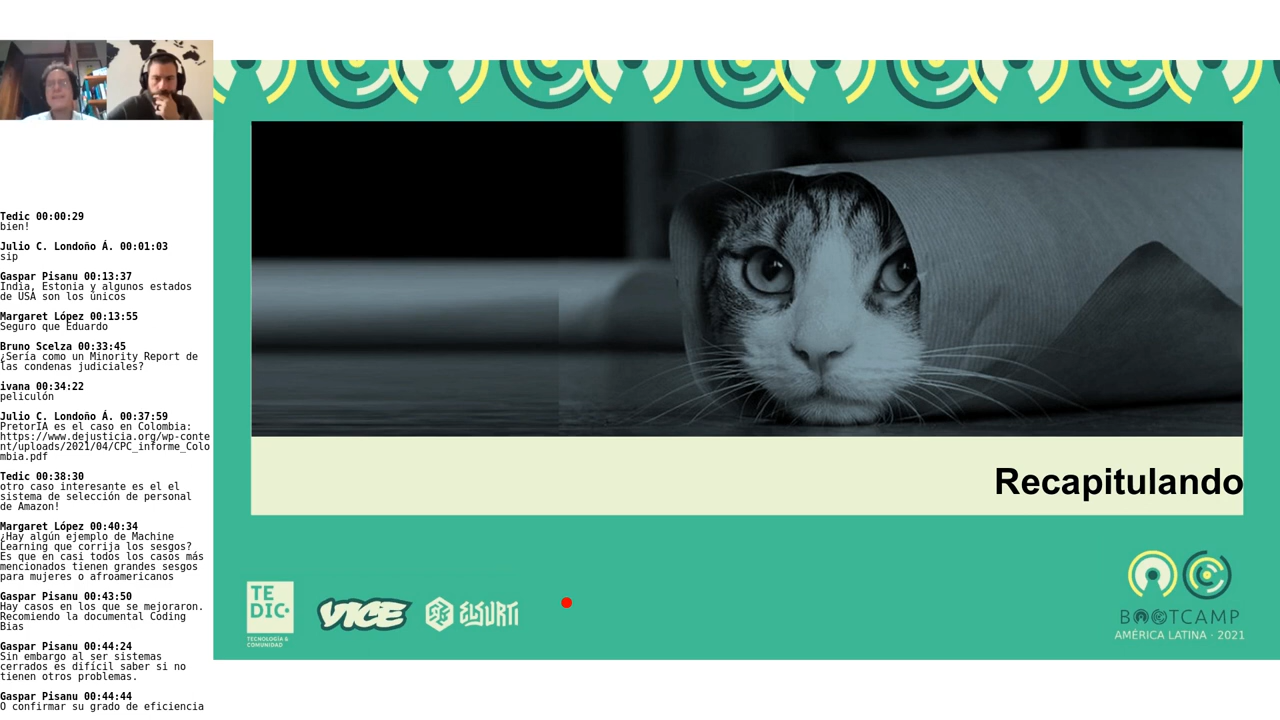 Tedic 00:00:29
bien!
Julio C. Londoño Á. 00:01:03
sip
Gaspar Pisanu 00:13:37
India, Estonia y algunos estados
de USA son los únicos
Margaret López 00:13:55
Seguro que Eduardo
Bruno Scelza 00:33:45
¿Sería como un Minority Report de
las condenas judiciales?
ivana 00:34:22
peliculón
Julio C. Londoño Á. 00:37:59
PretorIA es el caso en Colombia:
https://www.dejusticia.org/wp-conte
nt/uploads/2021/04/CPC_informe_Colo
mbia.pdf
Tedic 00:38:30
otro caso interesante es el el
sistema de selección de personal
de Amazon!
Margaret López 00:40:34
¿Hay algún ejemplo de Machine
Learning que corrija los sesgos?
Es que en casi todos los casos más
mencionados tienen grandes sesgos
para mujeres o afroamericanos
Gaspar Pisanu 00:43:50
Hay casos en los que se mejoraron.
Recomiendo la documental Coding
Bias
Gaspar Pisanu 00:44:24
Sin embargo al ser sistemas
cerrados es difícil saber si no
tienen otros problemas.
Gaspar Pisanu 00:44:44
O confirmar su grado de eficiencia
Recapitulando
TE
DIC
TECNOLOGÍA &
COMUNIDAD
VICE
ELSURTI
BOOTCAMP
AMÉRICA LATINA · 2021